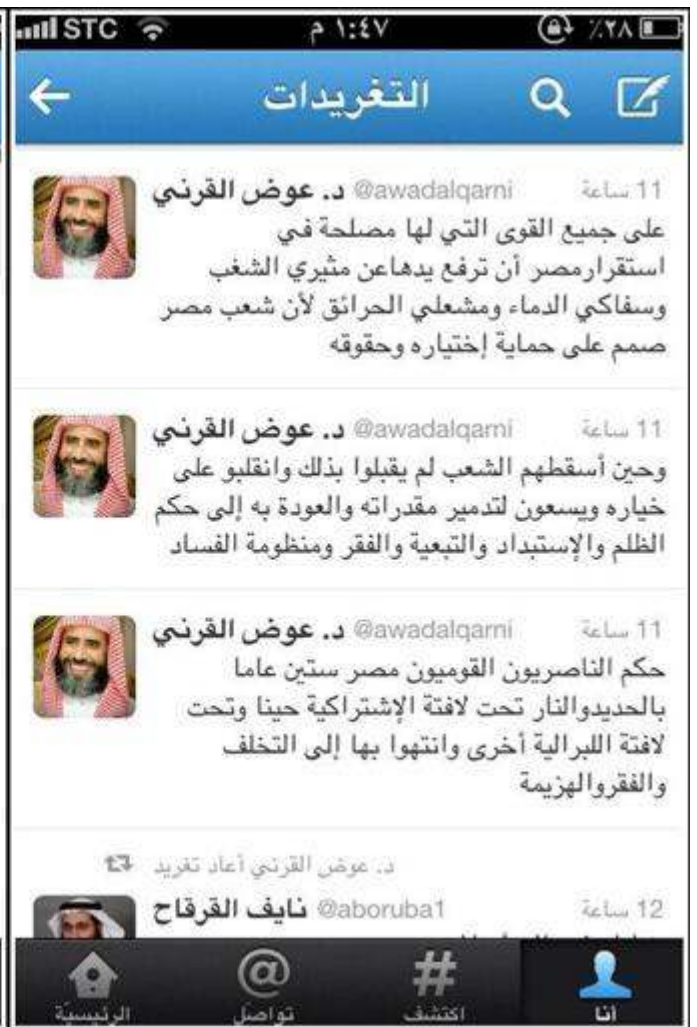 STC ١:٤٧ م ٪٢٨
التغريدات
د. عوض القرني @awadalqarni 11 ساعة
على جميع القوى التي لها مصلحة في
استقرارمصر أن ترفع يدهاعن مثيري الشغب
وسفاكي الدماء ومشعلي الحرائق لأن شعب مصر
صمم على حماية إختياره وحقوقه
د. عوض القرني @awadalqarni 11 ساعة
وحين أسقطهم الشعب لم يقبلوا بذلك وانقلبو على
خياره ويسعون لتدمير مقدراته والعودة به إلى حكم
الظلم والإستبداد والتبعية والفقر ومنظومة الفساد
د. عوض القرني @awadalqarni 11 ساعة
حكم الناصريون القوميون مصر ستين عاما
بالحديدوالنار تحت لافتة الإشتراكية حينا وتحت
لافتة اللبرالية أخرى وانتهوا بها إلى التخلف
والفقروالهزيمة
د. عوض القرني أعاد تغريد
نايف القرقاح @aboruba1 12 ساعة
أنا اكتشف تواصل الرئيسية